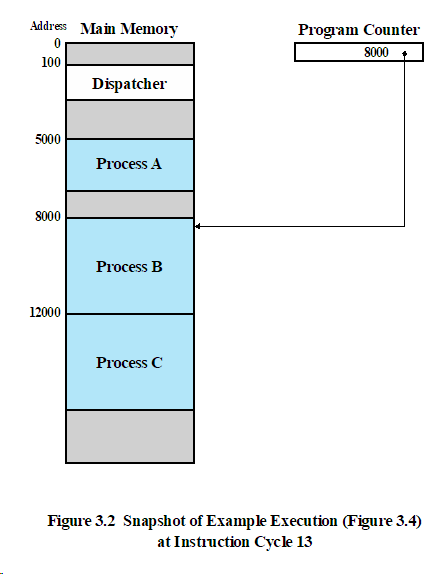 Address Main Memory
Program Counter
0
8000
100
Dispatcher
5000
Process A
8000
Process B
12000
Process C
Figure 3.2 Snapshot of Example Execution (Figure 3.4)
at Instruction Cycle 13